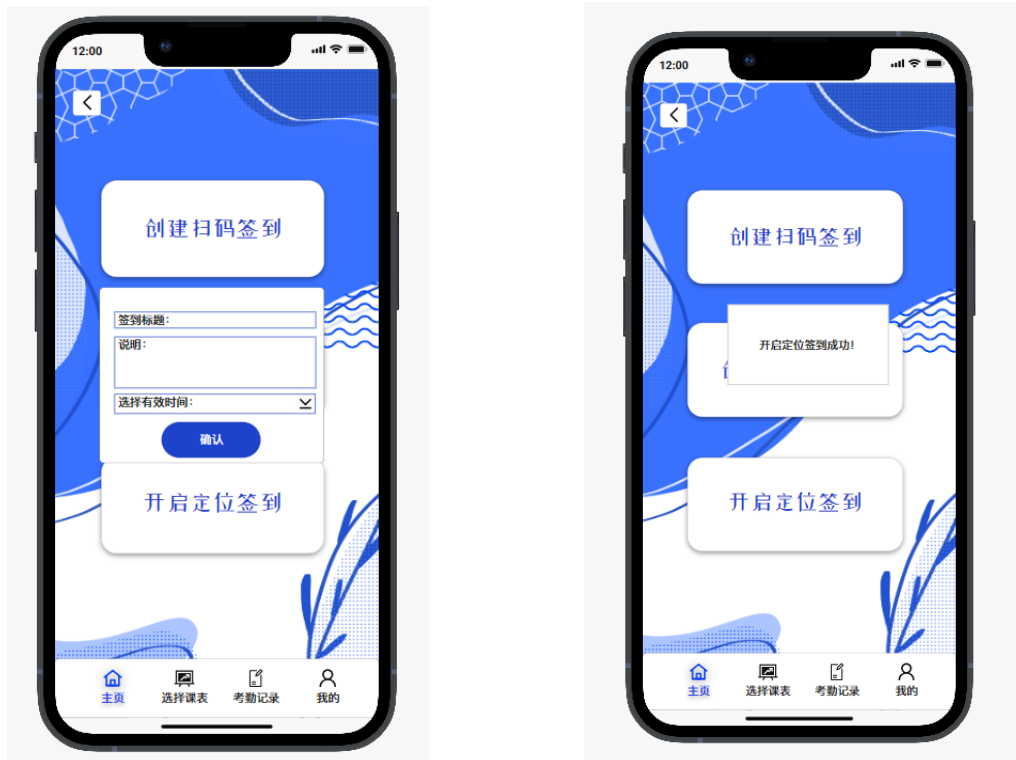 12:00
创建扫码签到
签到标题：
说明：
选择有效时间：
确认
开启定位签到
主页
选择课表
考勤记录
我的
12:00
创建扫码签到
开启定位签到成功！
开启定位签到
主页
选择课表
考勤记录
我的